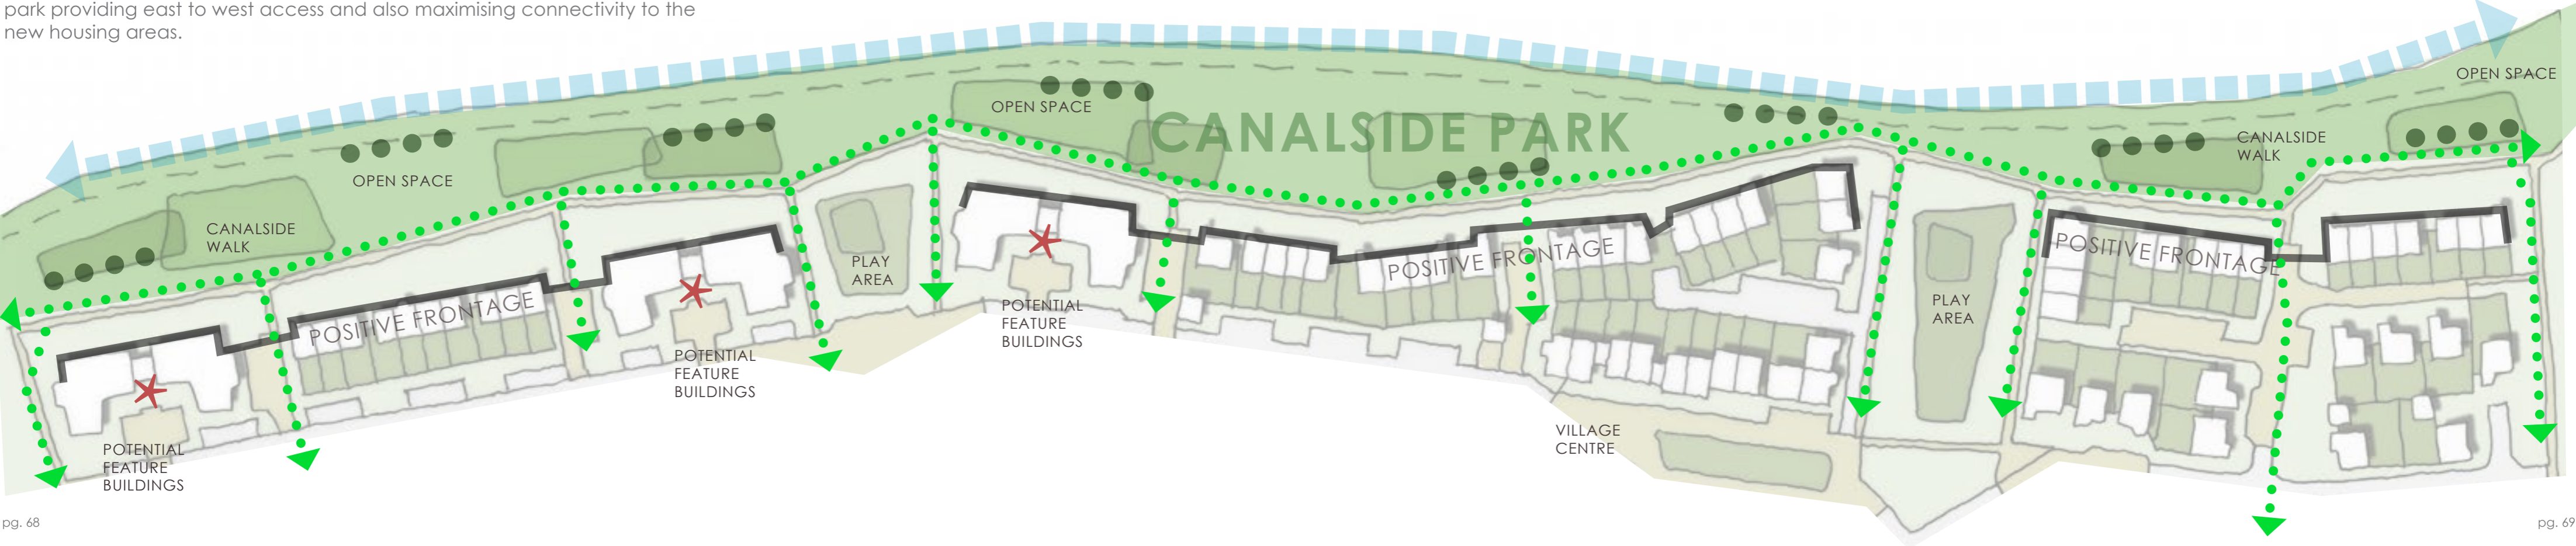 park providing east to west access and also maximising connectivity to the
new housing areas.
OPEN SPACE
OPEN SPACE
CANALSIDE PARK
CANALSIDE
WALK
OPEN SPACE
CANALSIDE
WALK
PLAY
AREA
POSITIVE FRONTAGE
POSITIVE FRONTAGE
POSITIVE FRONTAGE
PLAY
AREA
POTENTIAL
FEATURE
BUILDINGS
POTENTIAL
FEATURE
BUILDINGS
POTENTIAL
FEATURE
BUILDINGS
VILLAGE
CENTRE
pg. 68
pg. 69